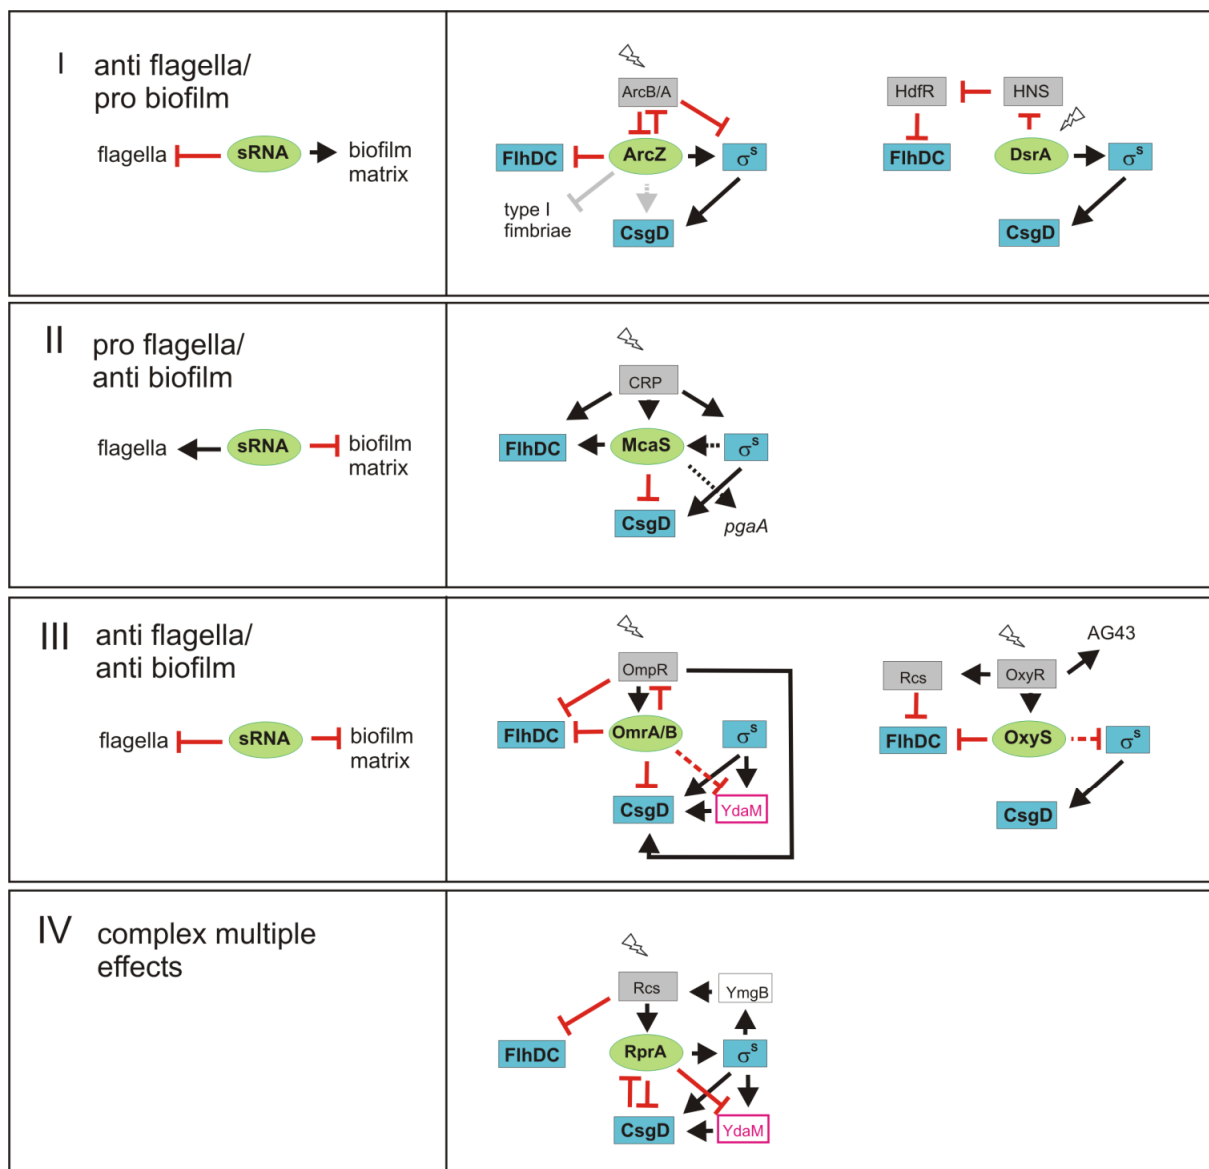 I anti flagella/
pro biofilm
flagella sRNA biofilm
matrix
ArcB/A
FlhDC ArcZ σS
type I
fimbriae
CsgD
HdfR HNS
FlhDC DsrA σS
CsgD
II pro flagella/
anti biofilm
flagella sRNA biofilm
matrix
CRP
FlhDC McaS σS
CsgD pgaA
III anti flagella/
anti biofilm
flagella sRNA biofilm
matrix
OmpR
FlhDC OmrA/B σS
CsgD YdaM
AG43
Rcs OxyR
FlhDC OxyS σS
CsgD
IV complex multiple
effects
Rcs YmgB
FlhDC RprA σS
CsgD YdaM